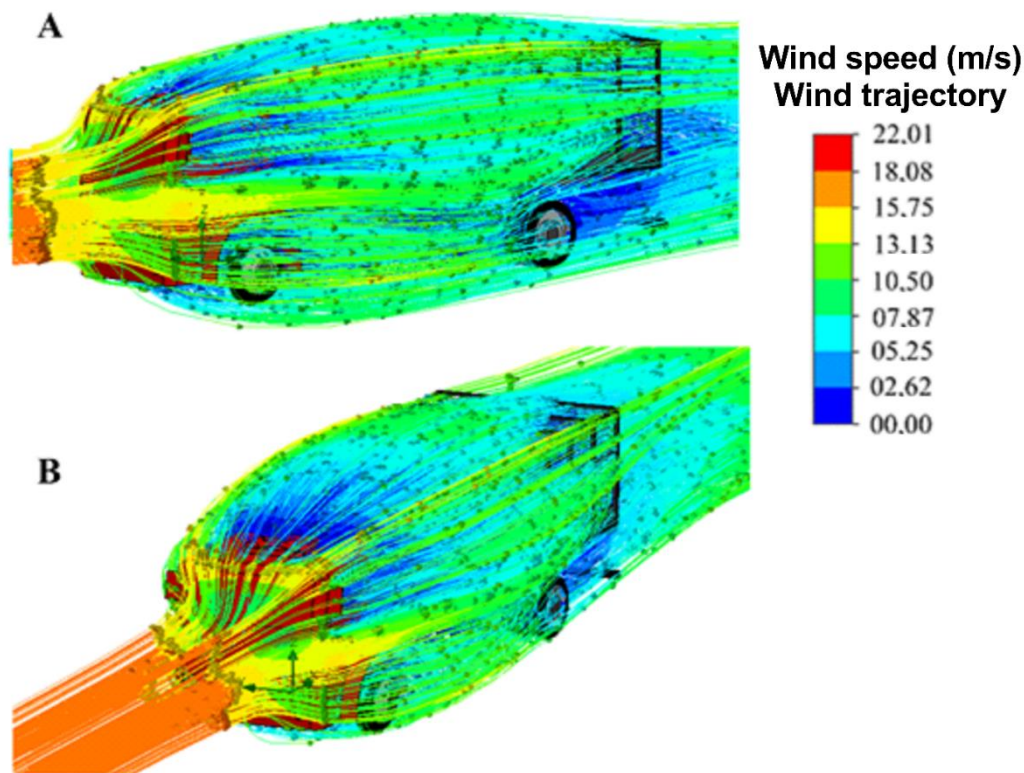 A
Wind speed (m/s)
Wind trajectory
22.01
18.08
15.75
13.13
10.50
07.87
05.25
02.62
00.00
B